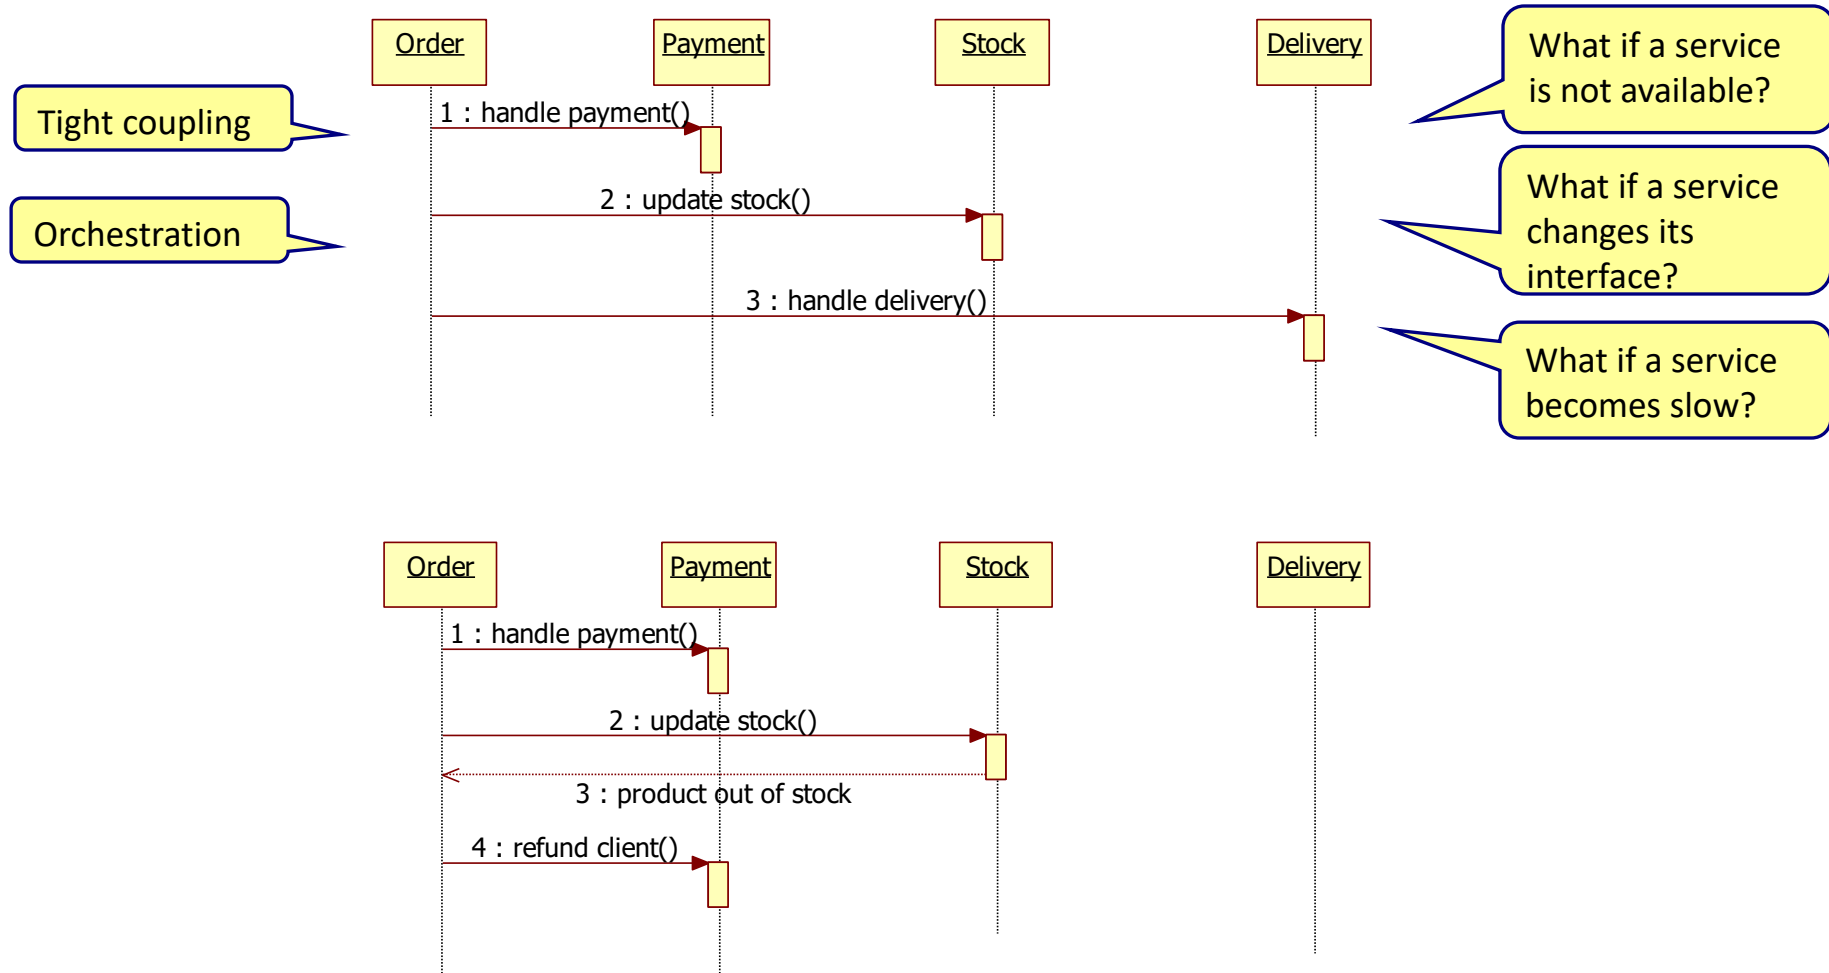 Order
Payment
Stock
Delivery
What if a service
is not available?
Tight coupling
1 : handle payment()
What if a service
changes its
interface?
Orchestration
2 : update stock()
3 : handle delivery()
What if a service
becomes slow?
Order
Payment
Stock
Delivery
1 : handle payment()
2 : update stock()
3 : product out of stock
4 : refund client()